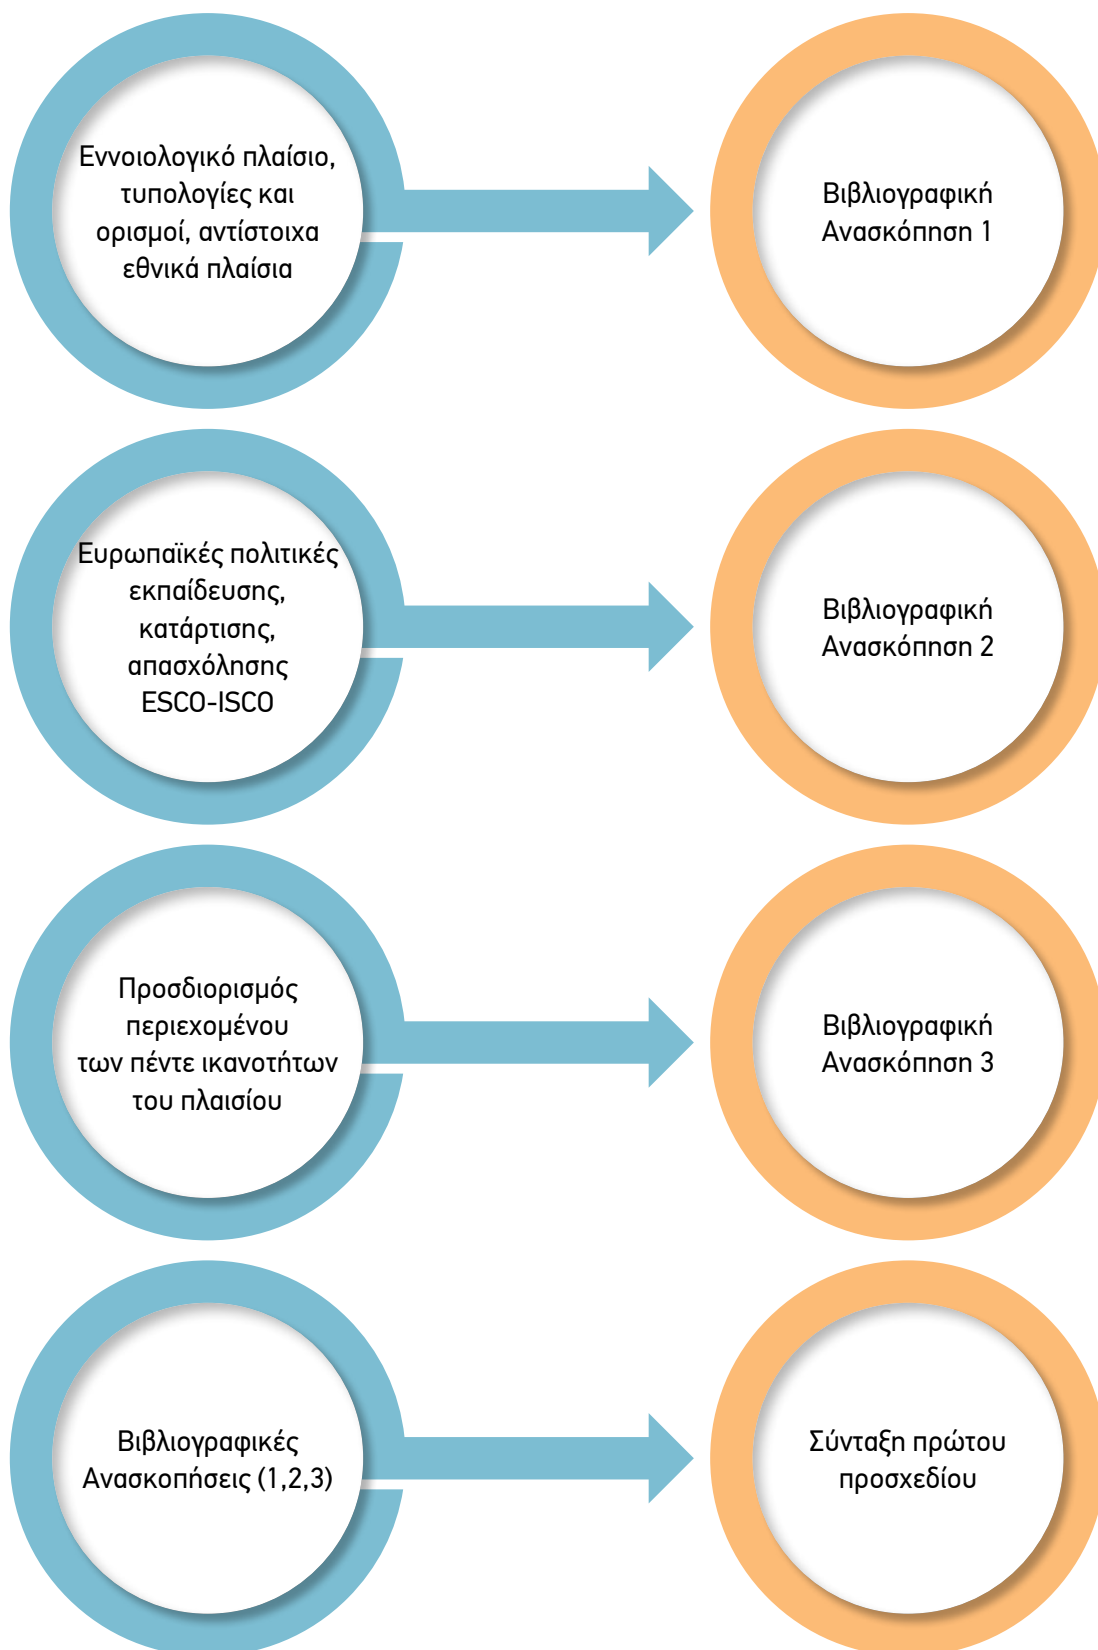 Εννοιολογικό πλαίσιο,
τυπολογίες και
ορισμοί, αντίστοιχα
εθνικά πλαίσια
Βιβλιογραφική
Ανασκόπηση 1
Ευρωπαϊκές πολιτικές
εκπαίδευσης,
κατάρτισης,
απασχόλησης
ESCO-ISCO
Βιβλιογραφική
Ανασκόπηση 2
Προσδιορισμός
περιεχομένου
των πέντε ικανοτήτων
του πλαισίου
Βιβλιογραφική
Ανασκόπηση 3
Βιβλιογραφικές
Ανασκοπήσεις (1,2,3)
Σύνταξη πρώτου
προσχεδίου